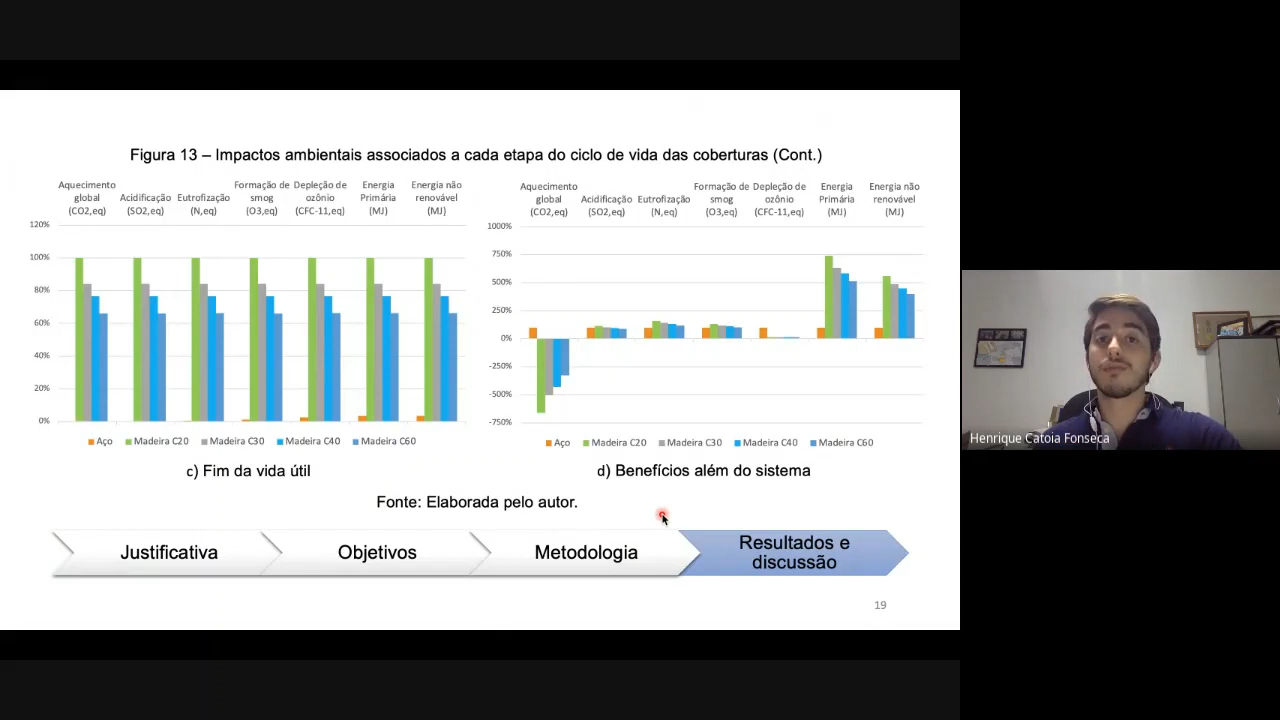 Figura 13 – Impactos ambientais associados a cada etapa do ciclo de vida das coberturas (Cont.)
Aquecimento global (CO2,eq)
Acidificação (SO2,eq)
Eutrofização (N,eq)
Formação de smog (O3,eq)
Depleção de ozônio (CFC-11,eq)
Energia Primária (MJ)
Energia não renovável (MJ)
120%
100%
80%
60%
40%
20%
0%
Aço Madeira C20 Madeira C30 Madeira C40 Madeira C60
c) Fim da vida útil
Aquecimento global (CO2,eq)
Acidificação (SO2,eq)
Eutrofização (N,eq)
Formação de smog (O3,eq)
Depleção de ozônio (CFC-11,eq)
Energia Primária (MJ)
Energia não renovável (MJ)
1000%
750%
500%
250%
0%
-250%
-500%
-750%
Aço Madeira C20 Madeira C30 Madeira C40 Madeira C60
d) Benefícios além do sistema
Fonte: Elaborada pelo autor.
Justificativa
Objetivos
Metodologia
Resultados e
discussão
19
Henrique Catoia Fonseca